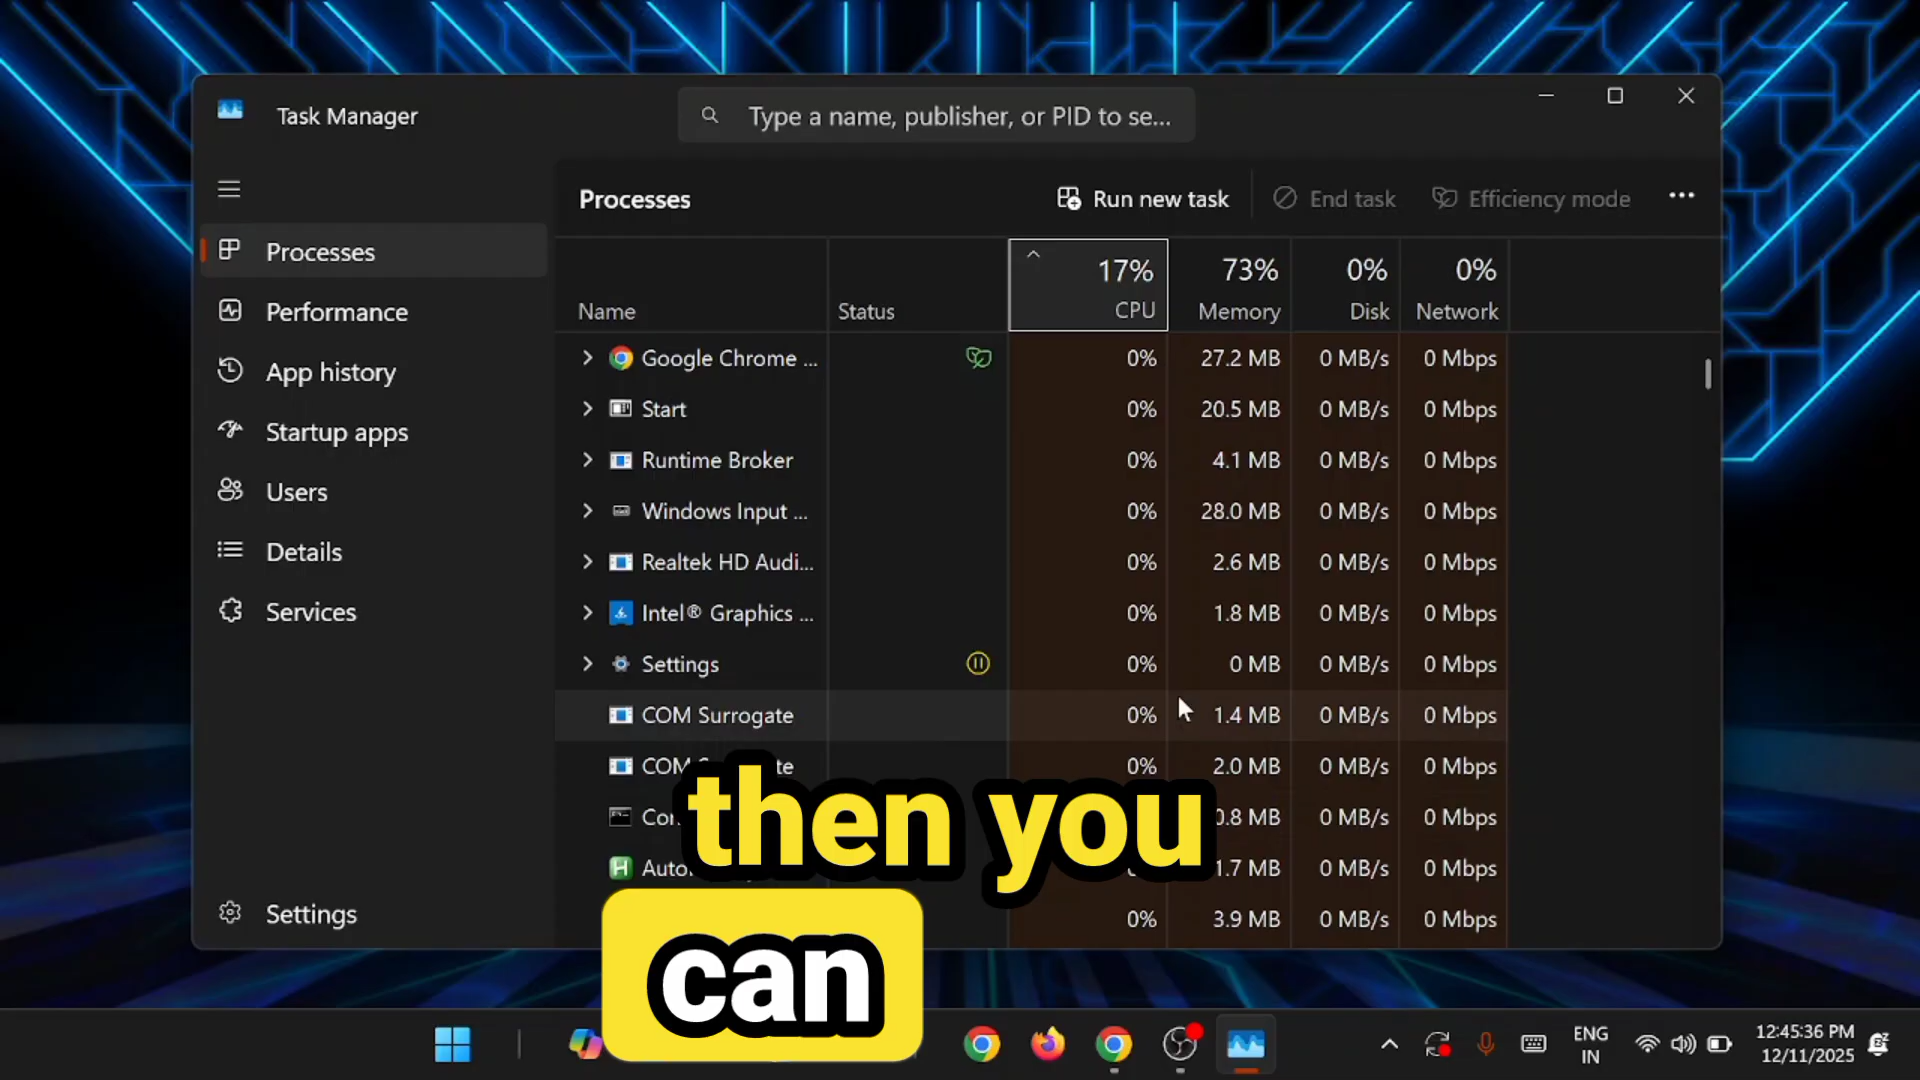 Task Manager
Type a name, publisher, or PID to se...
Processes
Run new task
End task
Efficiency mode
Processes
Performance
App history
Startup apps
Users
Details
Services
Settings
17% 73% 0% 0%
Name Status CPU Memory Disk Network
Google Chrome ... 0% 27.2 MB 0 MB/s 0 Mbps
Start 0% 20.5 MB 0 MB/s 0 Mbps
Runtime Broker 0% 4.1 MB 0 MB/s 0 Mbps
Windows Input ... 0% 28.0 MB 0 MB/s 0 Mbps
Realtek HD Audi... 0% 2.6 MB 0 MB/s 0 Mbps
Intel® Graphics ... 0% 1.8 MB 0 MB/s 0 Mbps
Settings 0% 0 MB 0 MB/s 0 Mbps
COM Surrogate 0% 1.4 MB 0 MB/s 0 Mbps
COM 0% 2.0 MB 0 MB/s 0 Mbps
0.8 MB 0 MB/s 0 Mbps
1.7 MB 0 MB/s 0 Mbps
0% 3.9 MB 0 MB/s 0 Mbps
then you
can
ENG
IN
12:45:36 PM
12/11/2025